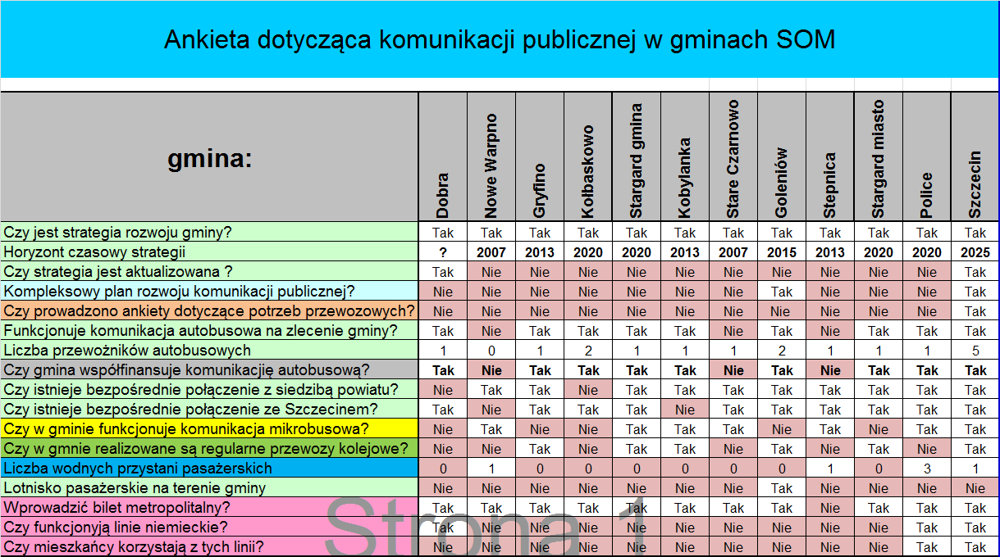 Ankieta dotycząca komunikacji publicznej w gminach SOM
gmina: Dobra Nowe Warpno Gryfino Kołbaskowo Stargard gmina Kobylanka Stare Czarnowo Goleniów Stepnica Stargard miasto Police Szczecin
Czy jest strategia rozwoju gminy? Tak Tak Tak Tak Tak Tak Tak Tak Tak Tak Tak Tak
Horyzont czasowy strategii ? 2007 2013 2020 2020 2013 2007 2015 2013 2020 2020 2025
Czy strategia jest aktualizowana ? Tak Nie Nie Nie Nie Nie Nie Nie Nie Nie Nie Tak
Kompleksowy plan rozwoju komunikacji publicznej? Nie Nie Nie Nie Nie Nie Nie Tak Nie Nie Nie Tak
Czy prowadzono ankiety dotyczące potrzeb przewozowych? Nie Nie Nie Nie Nie Nie Nie Nie Nie Nie Nie Tak
Funkcjonuje komunikacja autobusowa na zlecenie gminy? Tak Nie Tak Tak Tak Tak Nie Tak Nie Tak Tak Tak
Liczba przewożników autobusowych 1 0 1 2 1 1 1 2 1 1 1 5
Czy gmina współfinansuje komunikacjię autobusową? Tak Nie Tak Tak Tak Tak Nie Tak Nie Tak Tak Tak
Czy istnieje bezpośrednie połączenie z siedzibą powiatu? Nie Tak Tak Nie Tak Tak Tak Tak Tak Tak Tak Tak
Czy istnieje bezpośrednie połączenie ze Szczecinem? Tak Nie Tak Tak Tak Nie Tak Tak Tak Tak Tak Tak
Czy w gminie funkcjonuje komunikacja mikrobusowa? Nie Tak Nie Nie Tak Tak Tak Nie Tak Nie Tak Tak
Czy w gmnie realizowane są regularne przewozy kolejowe? Nie Nie Tak Nie Tak Tak Nie Tak Nie Tak Nie Tak
Liczba wodnych przystani pasażerskich 0 1 0 0 0 0 0 0 1 0 3 1
Lotnisko pasażerskie na terenie gminy Nie Nie Nie Nie Nie Nie Nie Tak Nie Nie Nie Nie
Wprowadzić bilet metropolitalny? Tak Tak Tak Tak Tak Tak Tak Tak Nie Tak Tak Tak
Czy funkcjonyją linie niemieckie? Tak Nie Nie Nie Nie Nie Nie Nie Nie Nie Tak Tak
Czy mieszkańcy korzystają z tych linii? Nie Nie Nie Nie Nie Nie Nie Nie Nie Nie Tak Tak
Strona 1